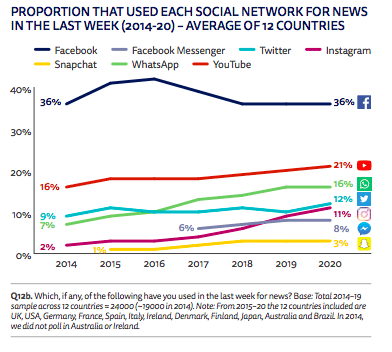 PROPORTION THAT USED EACH SOCIAL NETWORK FOR NEWS
IN THE LAST WEEK (2014-20) – AVERAGE OF 12 COUNTRIES
Facebook Facebook Messenger Twitter Instagram
Snapchat WhatsApp YouTube
40%
36% 36%
30%
21%
20%
16% 16%
12%
11%
10%
9%
7% 6% 8%
2% 1% 3%
0%
2014 2015 2016 2017 2018 2019 2020
Q12b. Which, if any, of the following have you used in the last week for news? Base: Total 2014–19
sample across 12 countries ≈ 24000 (~19000 in 2014). Note: From 2015–20 the 12 countries included are
UK, USA, Germany, France, Spain, Italy, Ireland, Denmark, Finland, Japan, Australia and Brazil. In 2014,
we did not poll in Australia or Ireland.